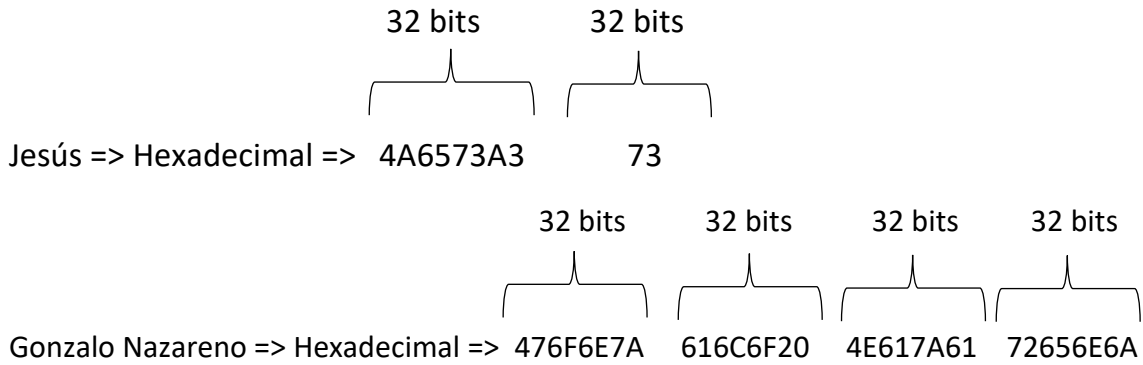 32 bits 32 bits
Jesús => Hexadecimal => 4A6573A3 73
32 bits 32 bits 32 bits 32 bits
Gonzalo Nazareno => Hexadecimal => 476F6E7A 616C6F20 4E617A61 72656E6A